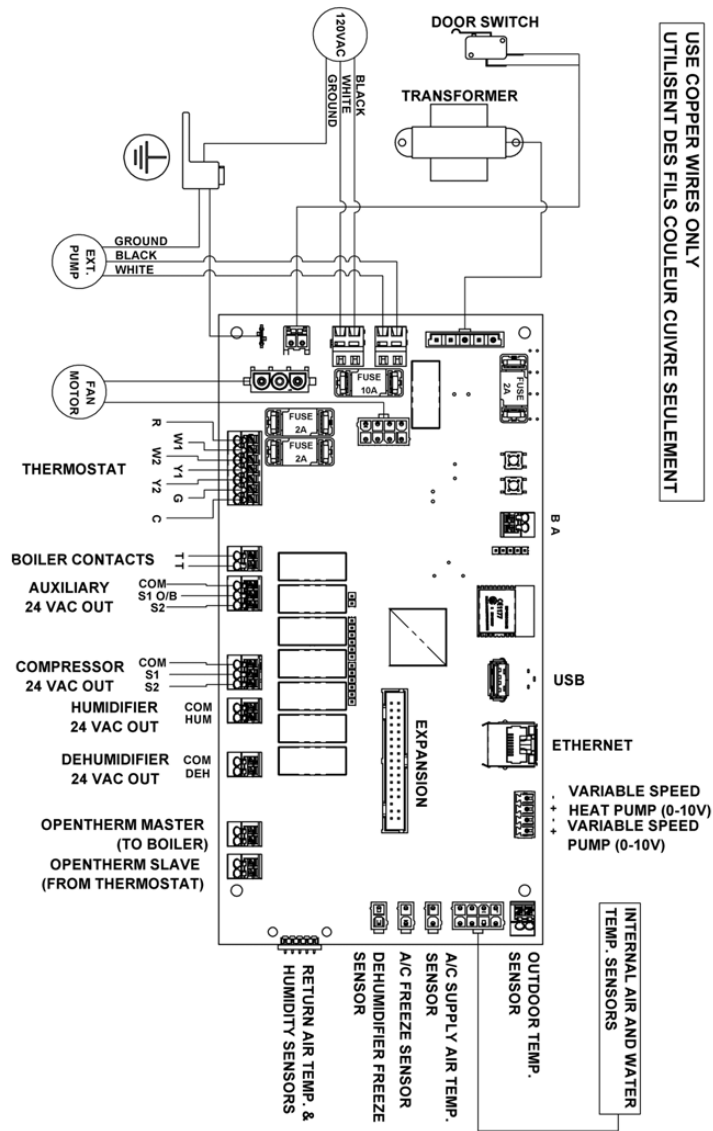 USE COPPER WIRES ONLY
UTILISENT DES FILS COULEUR CUIVRE SEULEMENT
DOOR SWITCH
120VAC
BLACK
WHITE
GROUND
TRANSFORMER
EXT.
PUMP
GROUND
BLACK
WHITE
FAN
MOTOR
FUSE
10A
FUSE
2A
FUSE
2A
FUSE
2A
THERMOSTAT
R
W1
W2
Y1
Y2
G
C
B A
BOILER CONTACTS
TT
TT
AUXILIARY
24 VAC OUT
COM
S1 O/B
S2
COMPRESSOR
24 VAC OUT
COM
S1
S2
HUMIDIFIER
24 VAC OUT
COM
HUM
DEHUMIDIFIER
24 VAC OUT
COM
DEH
OPENTHERM MASTER
(TO BOILER)
OPENTHERM SLAVE
(FROM THERMOSTAT)
EXPANSION
USB
ETHERNET
- VARIABLE SPEED
+ HEAT PUMP (0-10V)
- VARIABLE SPEED
+ PUMP (0-10V)
INTERNAL AIR AND WATER
TEMP. SENSORS
OUTDOOR TEMP.
SENSOR
A/C SUPPLY AIR TEMP.
SENSOR
A/C FREEZE SENSOR
DEHUMIDIFIER FREEZE
SENSOR
RETURN AIR TEMP. &
HUMIDITY SENSORS